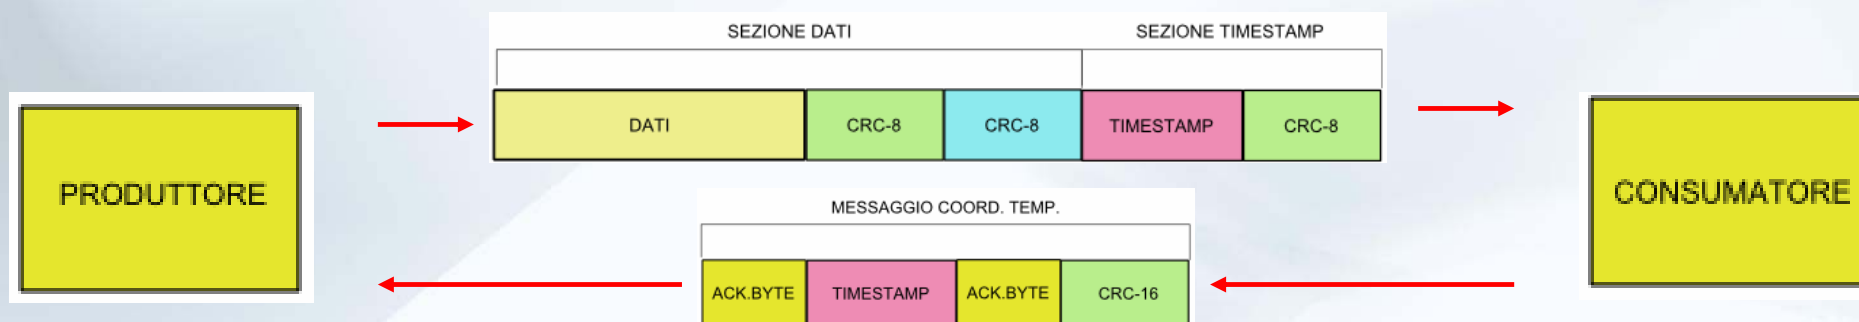 SEZIONE DATI
SEZIONE TIMESTAMP
DATI
CRC-8
CRC-8
TIMESTAMP
CRC-8
PRODUTTORE
CONSUMATORE
MESSAGGIO COORD. TEMP.
ACK.BYTE
TIMESTAMP
ACK.BYTE
CRC-16